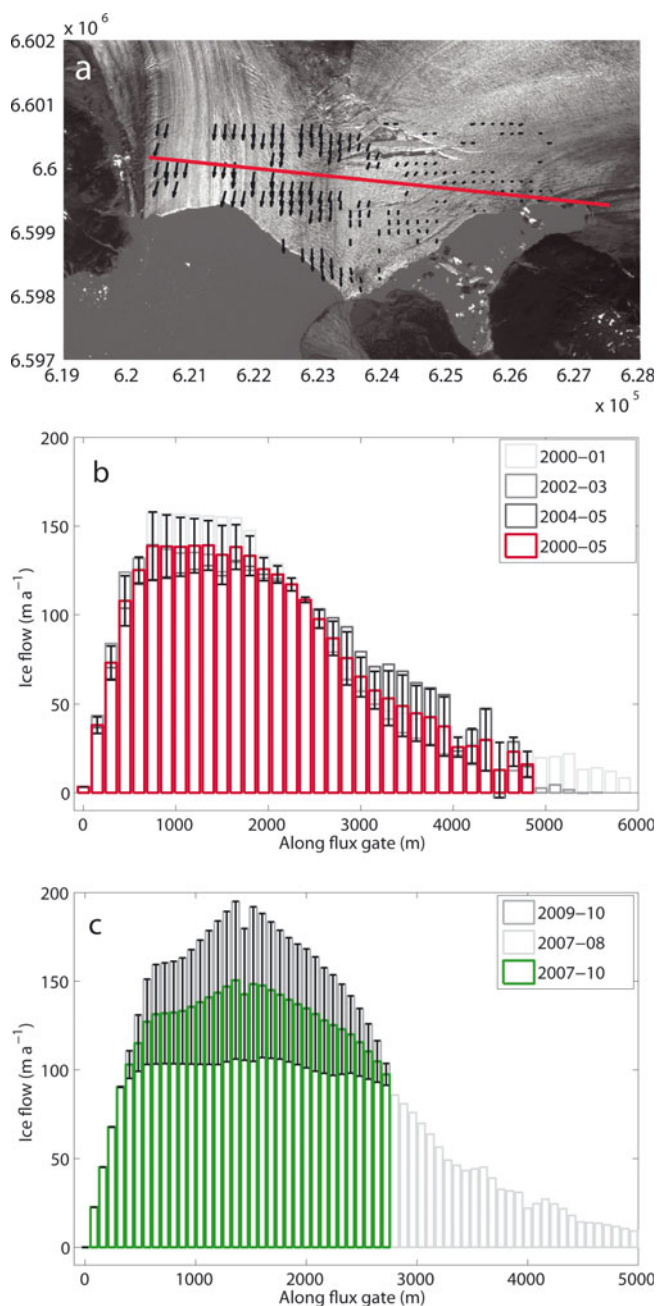 x 10⁶
6.602
a
6.601
6.6
6.599
6.598
6.597
6.19 6.2 6.21 6.22 6.23 6.24 6.25 6.26 6.27 6.28
x 10⁵
200
b
2000–01
2002–03
2004–05
2000–05
150
100
50
0
Ice flow (m a⁻¹)
0 1000 2000 3000 4000 5000 6000
Along flux gate (m)
200
c
2009–10
2007–08
2007–10
150
100
50
0
Ice flow (m a⁻¹)
0 1000 2000 3000 4000 5000
Along flux gate (m)